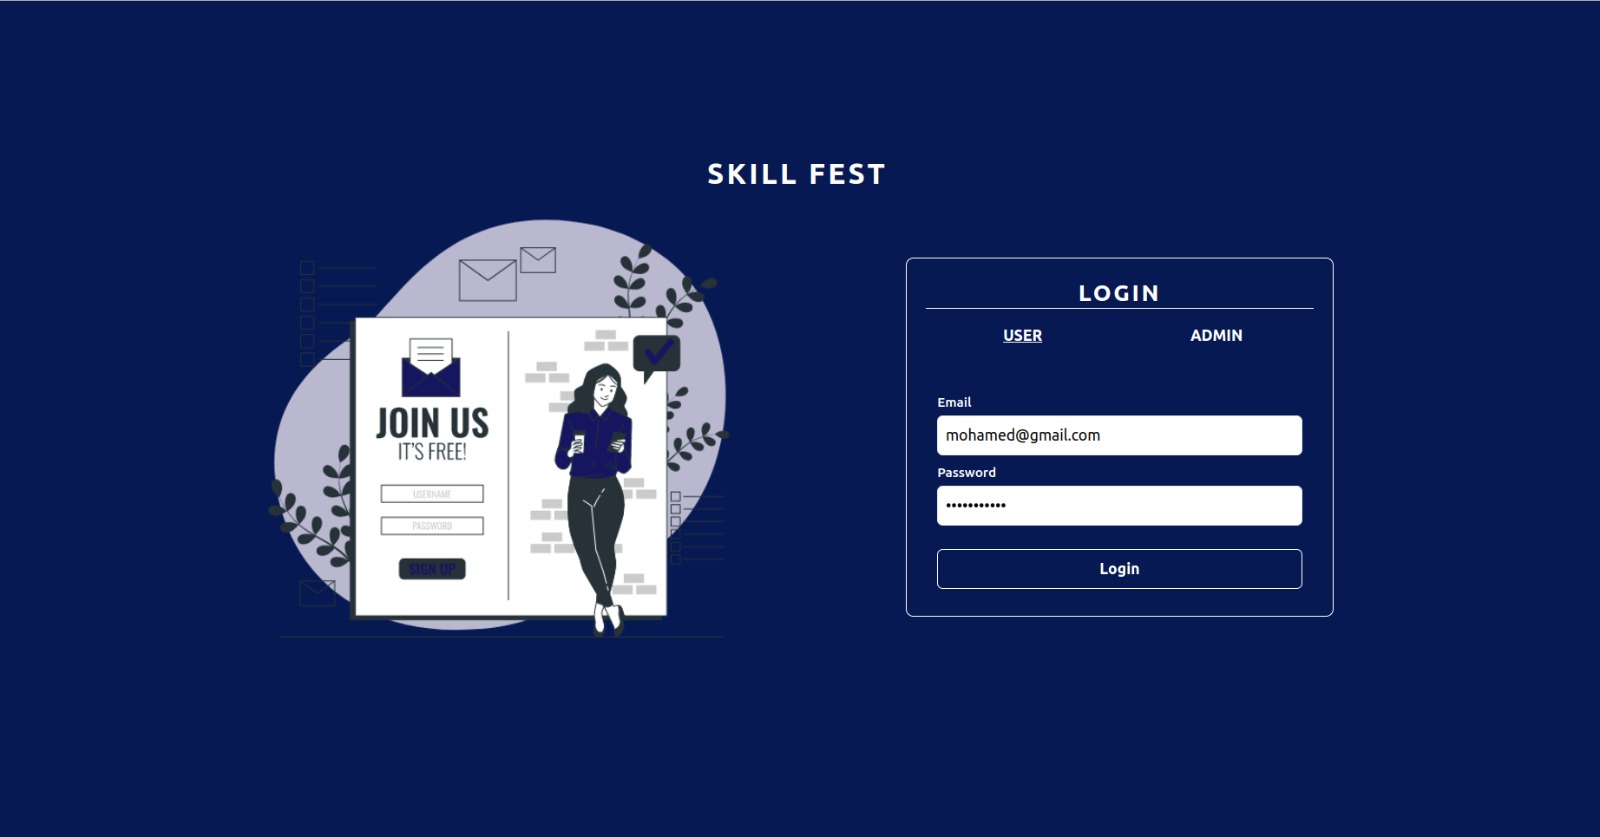 SKILL FEST
JOIN US
IT'S FREE!
USERNAME
PASSWORD
SIGN UP
LOGIN
USER ADMIN
Email
mohamed@gmail.com
Password
•••••••••••
Login